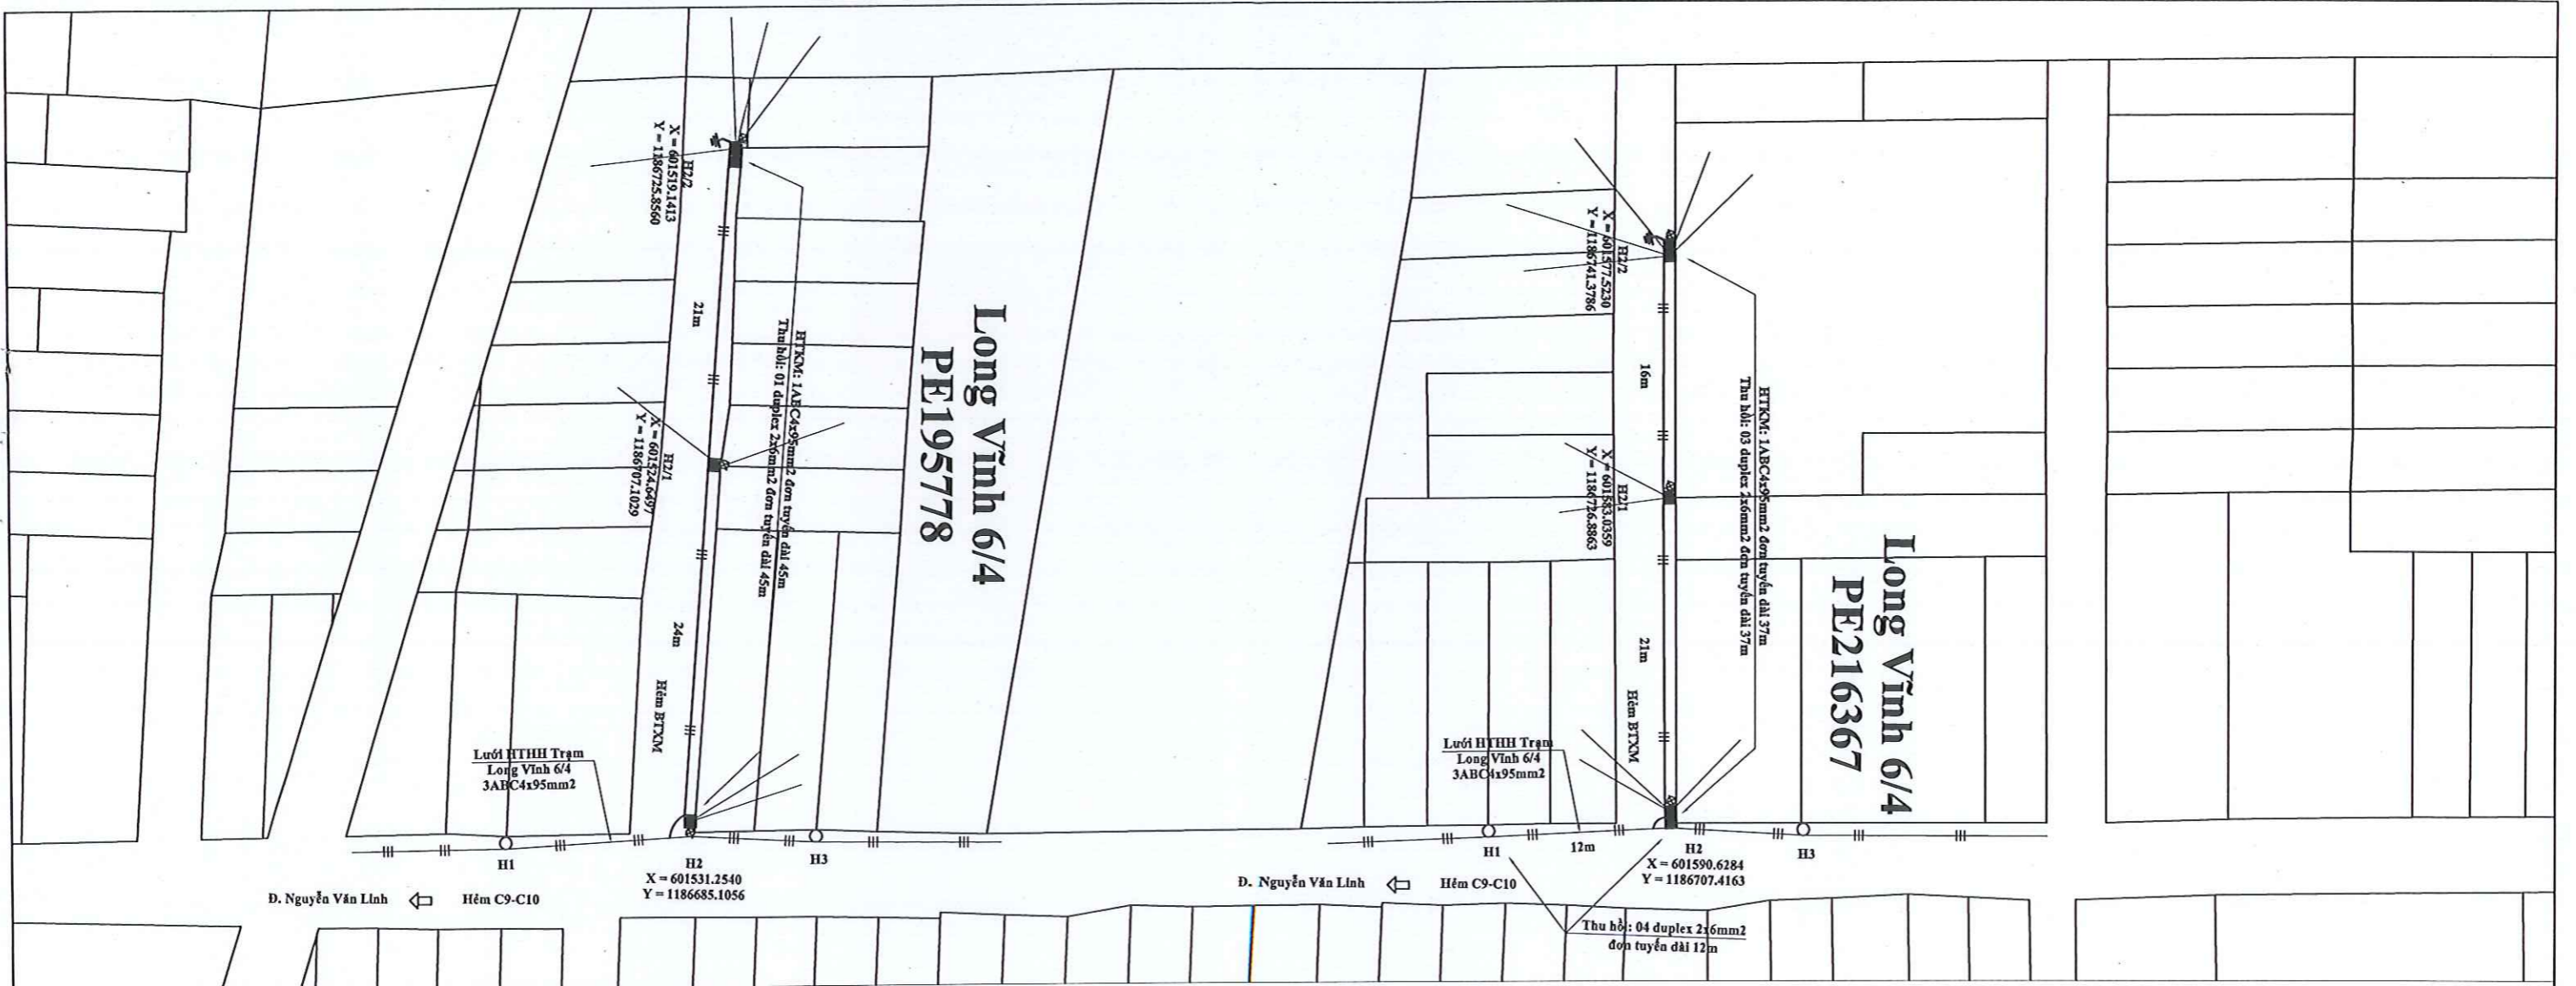 H2/2
X = 601519.1413
Y = 1186725.8560
21m
H2/1
X = 601524.6497
Y = 1186707.1029
24m
Hẻm BTXM
HTKM: 1ABC4x95mm2 đơn tuyến dài 45m
Thu hồi: 01 duplex 2x6mm2 đơn tuyến dài 45m
Long Vĩnh 6/4
PE195778
Lưới HTHH Trạm
Long Vĩnh 6/4
3ABC4x95mm2
H1
H2
H3
X = 601531.2540
Y = 1186685.1056
Đ. Nguyễn Văn Linh
Hẻm C9-C10
H2/2
X = 601577.5230
Y = 1186741.3786
16m
H2/1
X = 601583.0359
Y = 1186726.8863
21m
Hẻm BTXM
HTKM: 1ABC4x95mm2 đơn tuyến dài 37m
Thu hồi: 03 duplex 2x6mm2 đơn tuyến dài 37m
Long Vĩnh 6/4
PE216367
Lưới HTHH Trạm
Long Vĩnh 6/4
3ABC4x95mm2
H1
12m
H2
H3
X = 601590.6284
Y = 1186707.4163
Đ. Nguyễn Văn Linh
Hẻm C9-C10
Thu hồi: 04 duplex 2x6mm2
đơn tuyến dài 12m